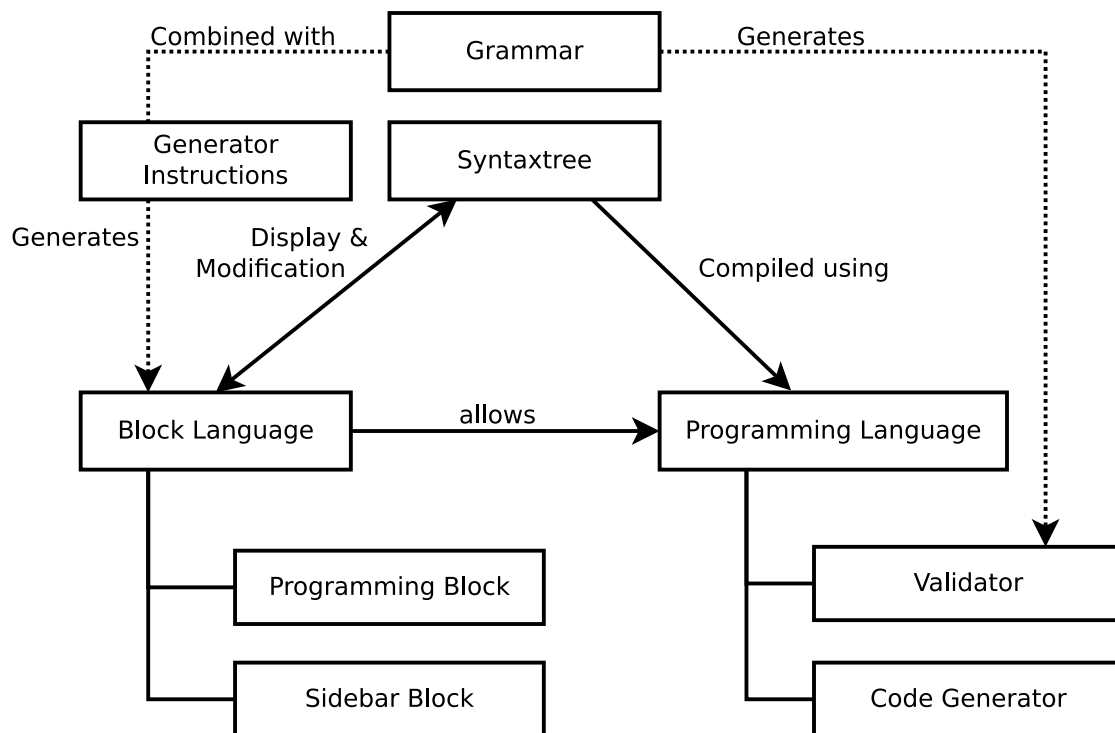 Combined with
Grammar
Generates
Generator
Instructions
Syntaxtree
Generates
Display &
Modification
Compiled using
Block Language
allows
Programming Language
Programming Block
Validator
Sidebar Block
Code Generator